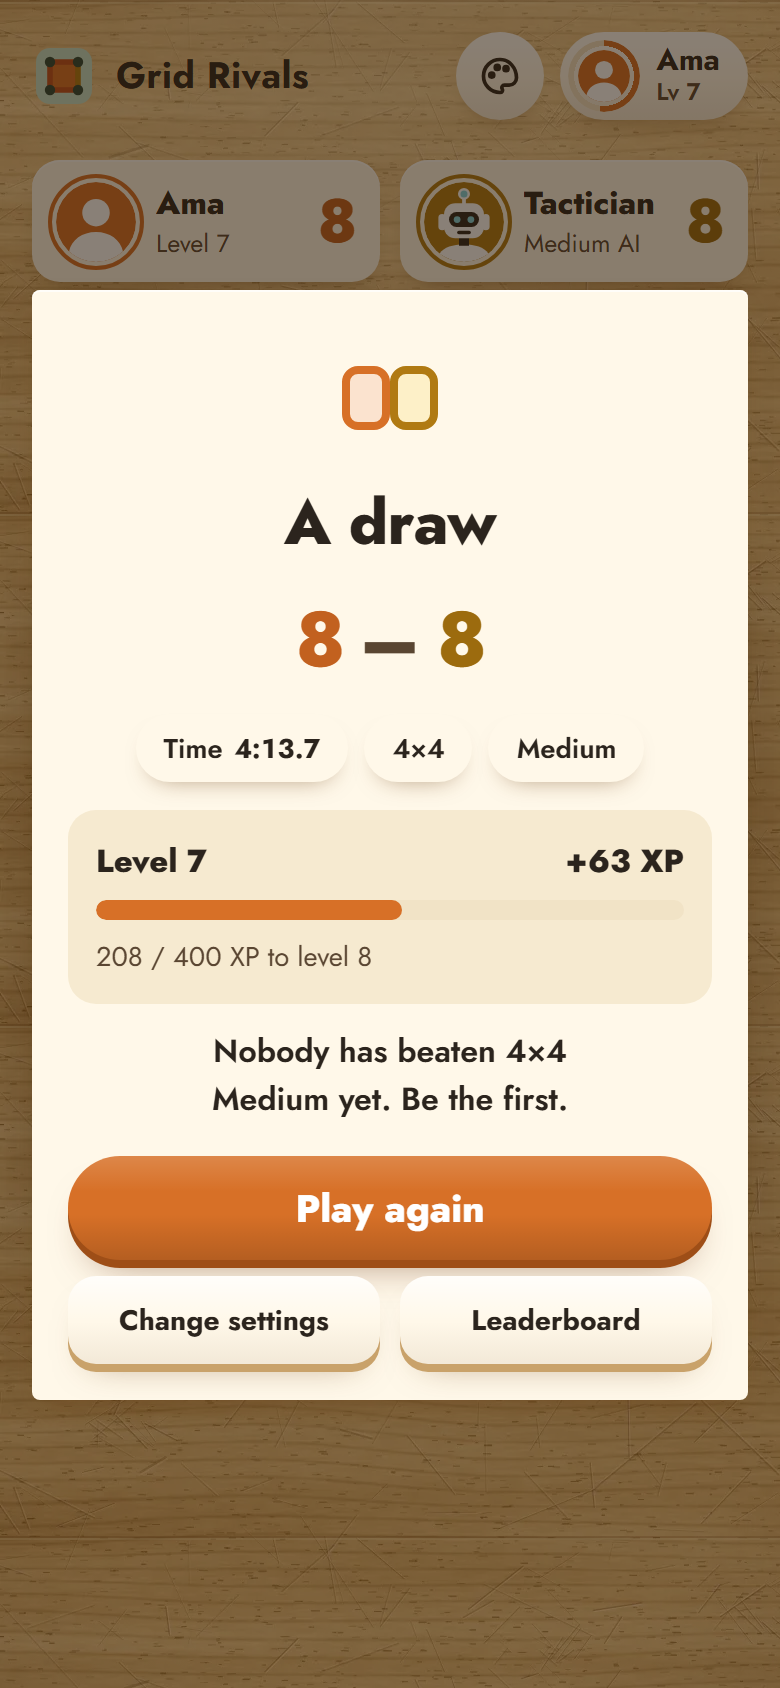 Grid Rivals
Ama
Lv 7
Ama
Level 7
8
Tactician
Medium AI
8
A draw
8 – 8
Time 4:13.7
4×4
Medium
Level 7
+63 XP
208 / 400 XP to level 8
Nobody has beaten 4×4
Medium yet. Be the first.
Play again
Change settings
Leaderboard